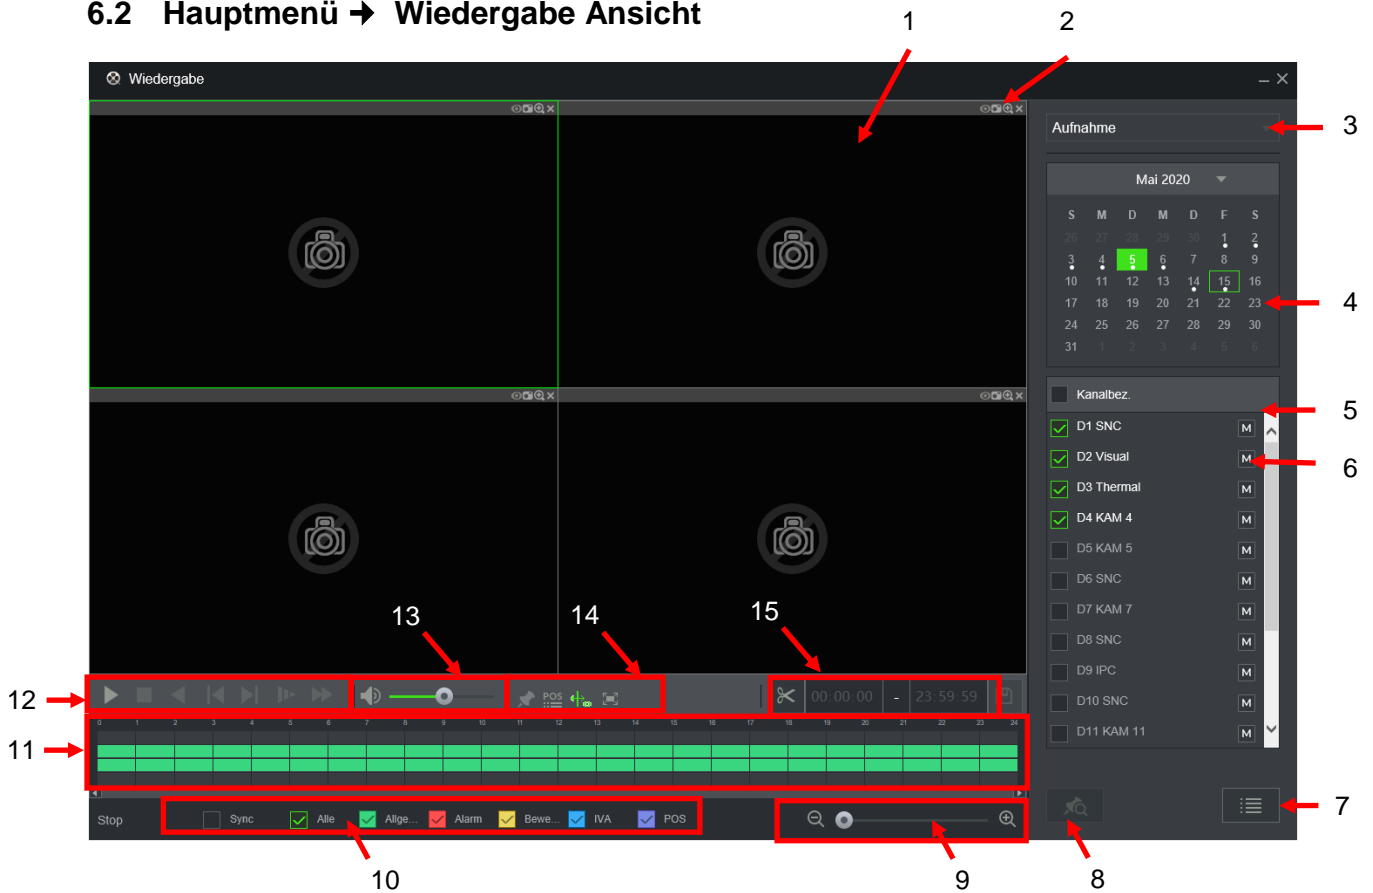 6.2 Hauptmenü → Wiedergabe Ansicht
1
2
Wiedergabe
Aufnahme
3
Mai 2020
S M D M D F S
26 27 28 29 30 1 2
3 4 5 6 7 8 9
10 11 12 13 14 15 16
17 18 19 20 21 22 23
4
24 25 26 27 28 29 30
31 1 2 3 4 5 6
Kanalbez.
5
D1 SNC M
D2 Visual M
6
D3 Thermal M
D4 KAM 4 M
D5 KAM 5 M
D6 SNC M
D7 KAM 7 M
D8 SNC M
D9 IPC M
D10 SNC M
D11 KAM 11 M
13
14
15
12
POS
00:00:00 - 23:59:59
0 1 2 3 4 5 6 7 8 9 10 11 12 13 14 15 16 17 18 19 20 21 22 23 24
11
Stop
Sync Alle Allge... Alarm Bewe... IVA POS
7
10
9
8